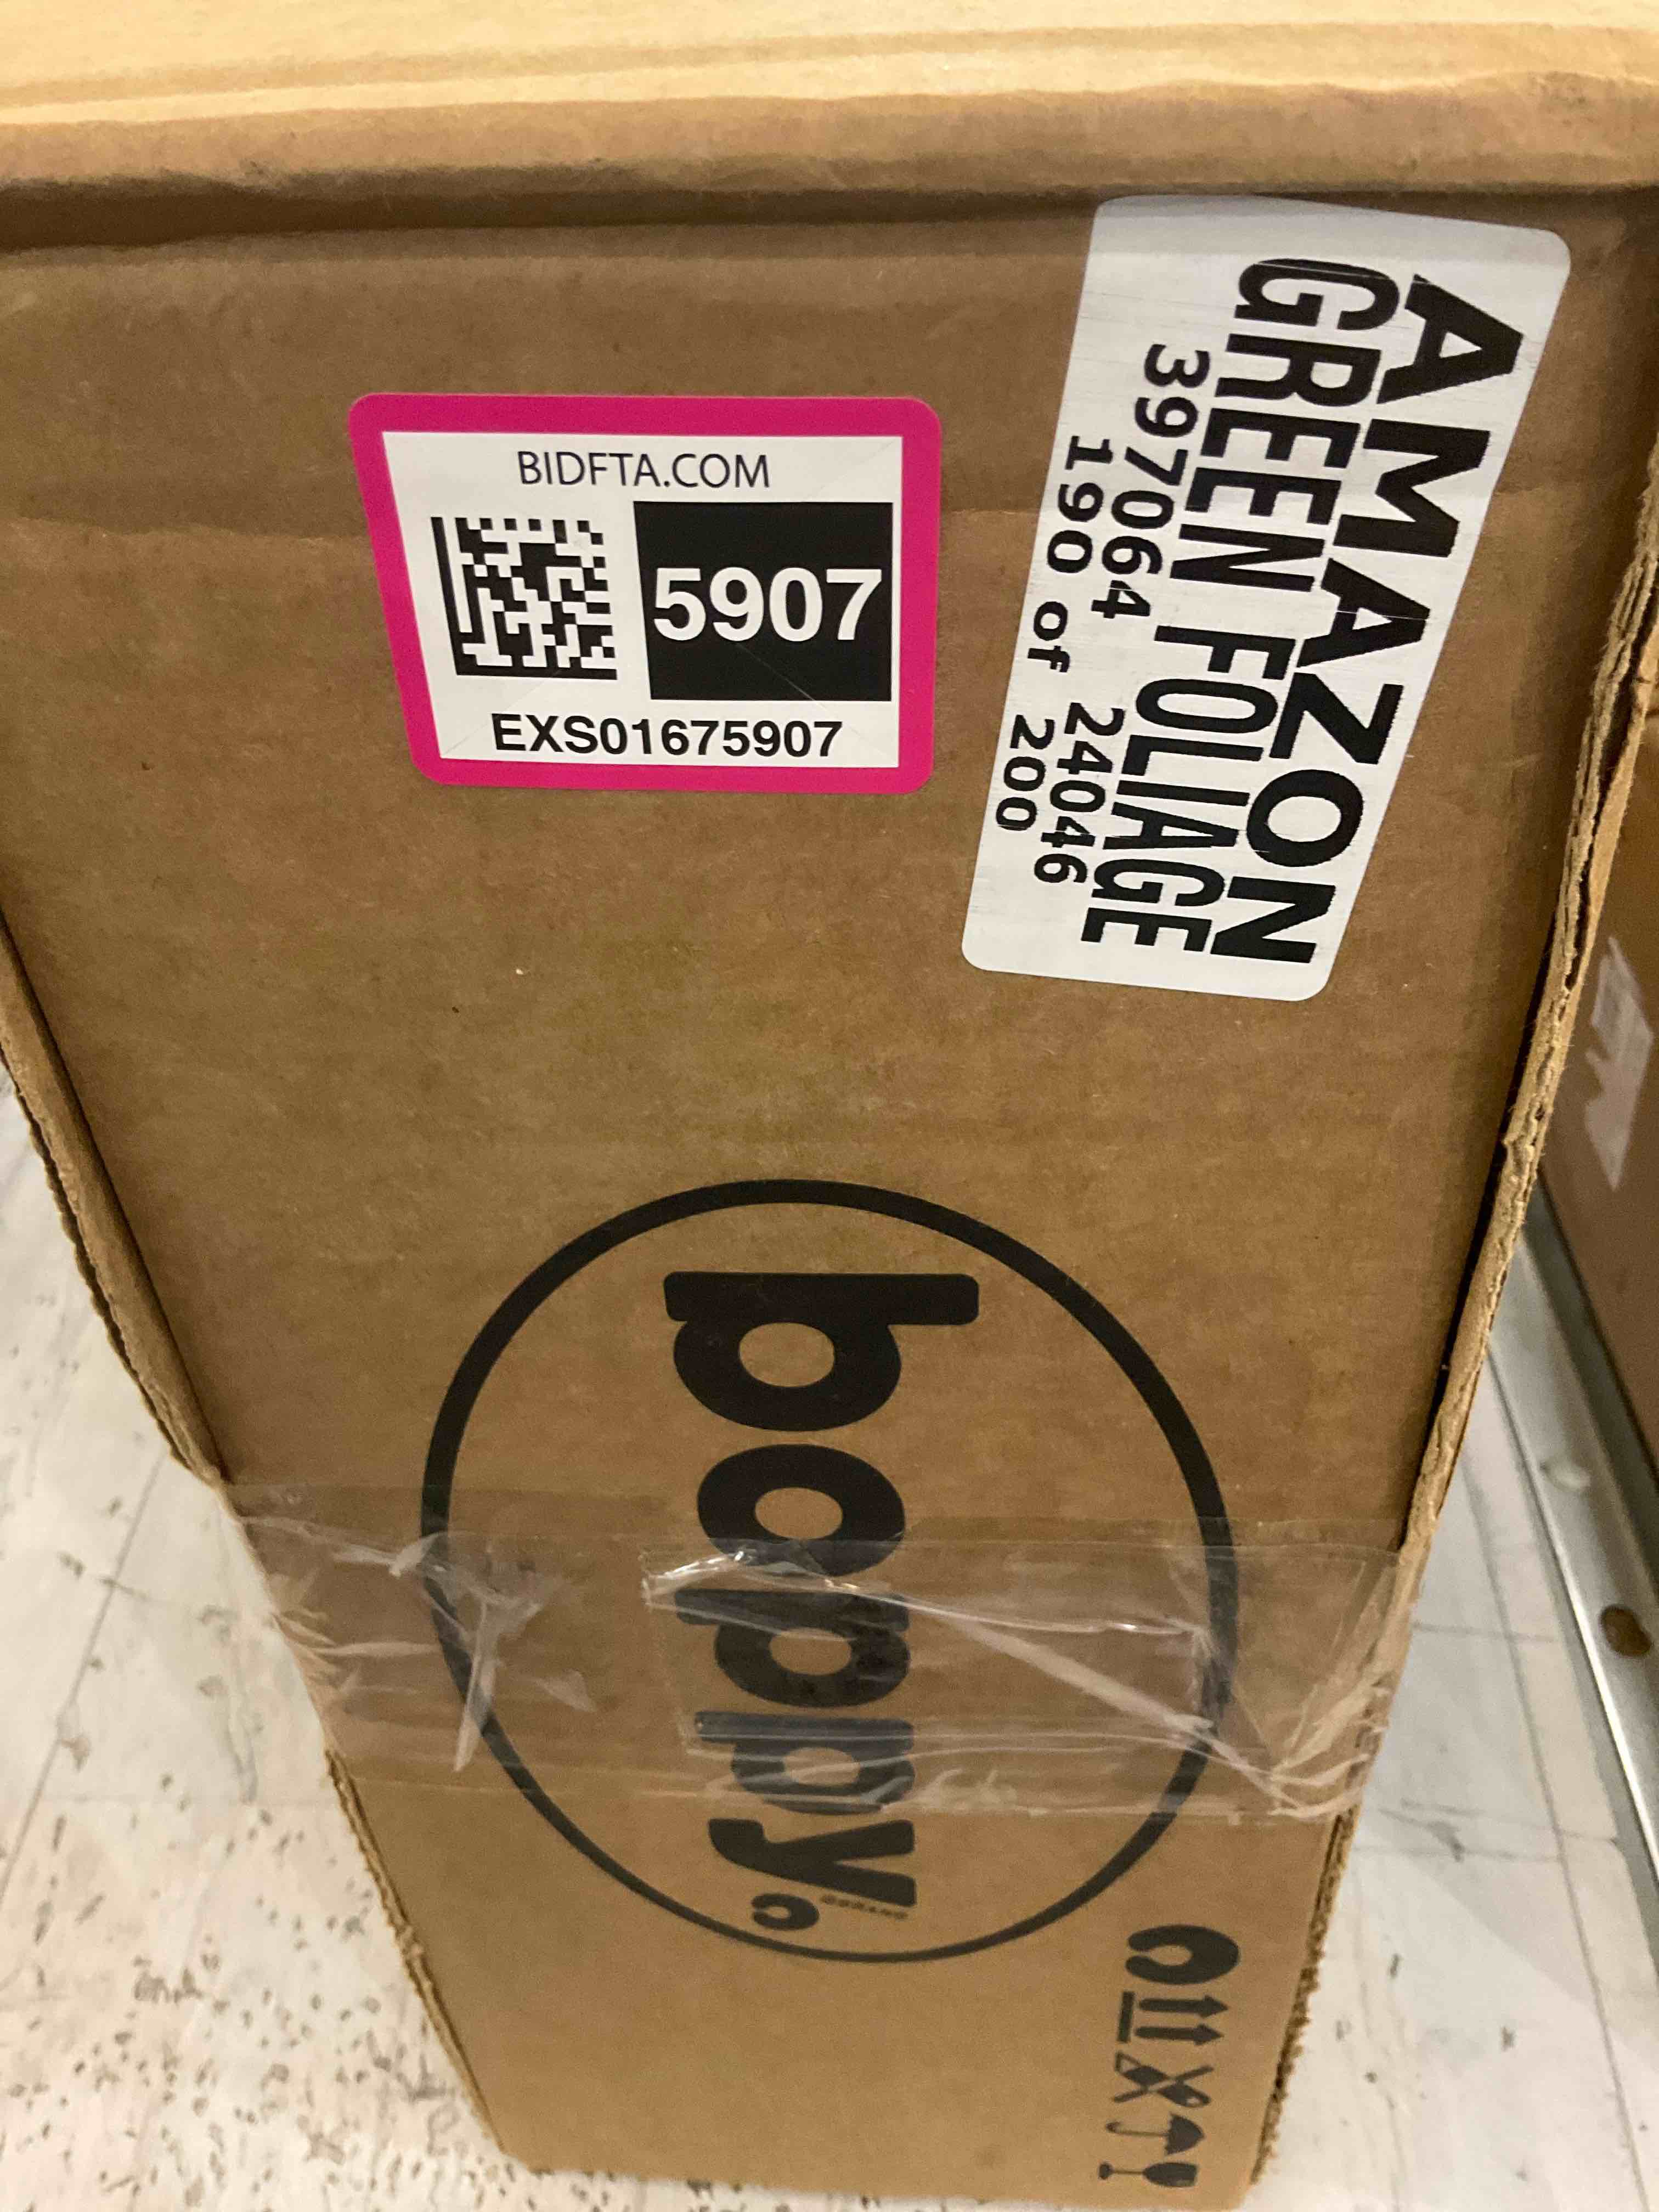 BIDFTA.COM
5907
EXS01675907
AMAZON
GREEN FOLIAGE
397064 24046
190 of 200
boppy